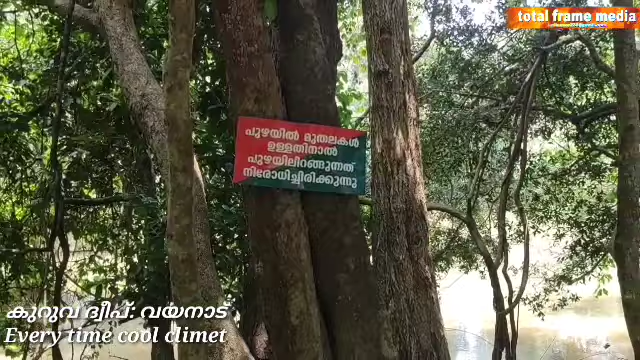 total frame media
പുഴയിൽ മുതലകൾ
ഉള്ളതിനാൽ
പുഴയിലിറങ്ങുന്നത്
നിരോധിച്ചിരിക്കുന്നു
കുറുവ ദ്വീപ്: വയനാട്
Every time cool climet